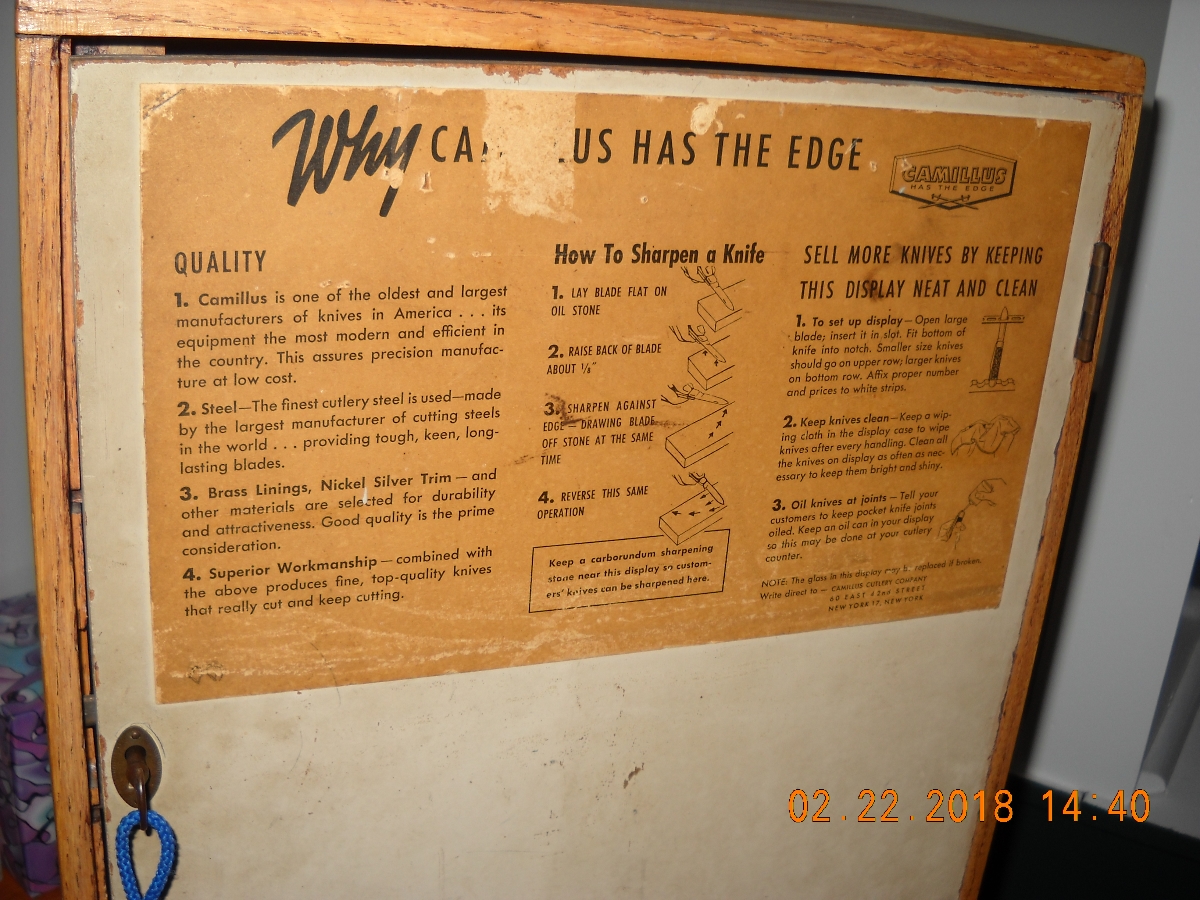 Why CAM LUS HAS THE EDGE
CAMILLUS
HAS THE EDGE
QUALITY
1. Camillus is one of the oldest and largest
manufacturers of knives in America . . . its
equipment the most modern and efficient in
the country. This assures precision manufac-
ture at low cost.
2. Steel—The finest cutlery steel is used—made
by the largest manufacturer of cutting steels
in the world . . . providing tough, keen, long-
lasting blades.
3. Brass Linings, Nickel Silver Trim — and
other materials are selected for durability
and attractiveness. Good quality is the prime
consideration.
4. Superior Workmanship — combined with
the above produces fine, top-quality knives
that really cut and keep cutting.
How To Sharpen a Knife
1. LAY BLADE FLAT ON
OIL STONE
2. RAISE BACK OF BLADE
ABOUT 1/8"
3. SHARPEN AGAINST
EDGE — DRAWING BLADE
OFF STONE AT THE SAME
TIME
4. REVERSE THIS SAME
OPERATION
Keep a carborundum sharpening
stone near this display so custom-
ers' knives can be sharpened here.
SELL MORE KNIVES BY KEEPING
THIS DISPLAY NEAT AND CLEAN
1. To set up display — Open large
blade; insert it in slot. Fit bottom of
knife into notch. Smaller size knives
should go on upper row; larger knives
on bottom row. Affix proper number
and prices to white strips.
2. Keep knives clean — Keep a wip-
ing cloth in the display case to wipe
knives after every handling. Clean all
the knives on display as often as nec-
essary to keep them bright and shiny.
3. Oil knives at joints — Tell your
customers to keep pocket knife joints
oiled. Keep an oil can in your display
so this may be done at your cutlery
counter.
NOTE: The glass in this display may be replaced if broken.
Write direct to — CAMILLUS CUTLERY COMPANY
60 EAST 42nd STREET
NEW YORK 17, NEW YORK
02.22.2018 14:40